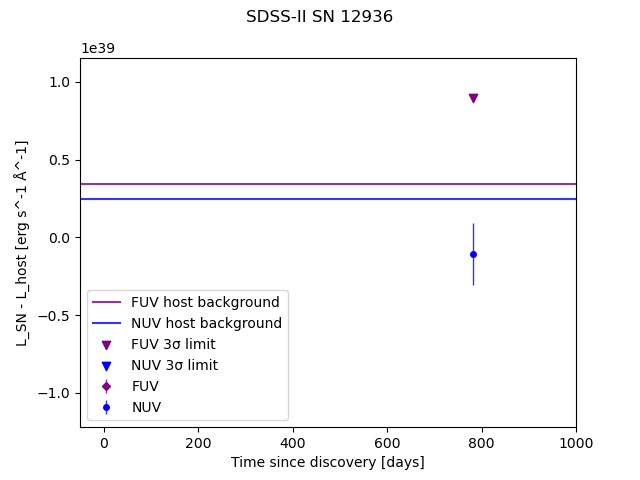 SDSS-II SN 12936
1e39
1.0
0.5
0.0
−0.5
−1.0
L_SN - L_host [erg s^-1 Å^-1]
FUV host background
NUV host background
FUV 3σ limit
NUV 3σ limit
FUV
NUV
0 200 400 600 800 1000
Time since discovery [days]